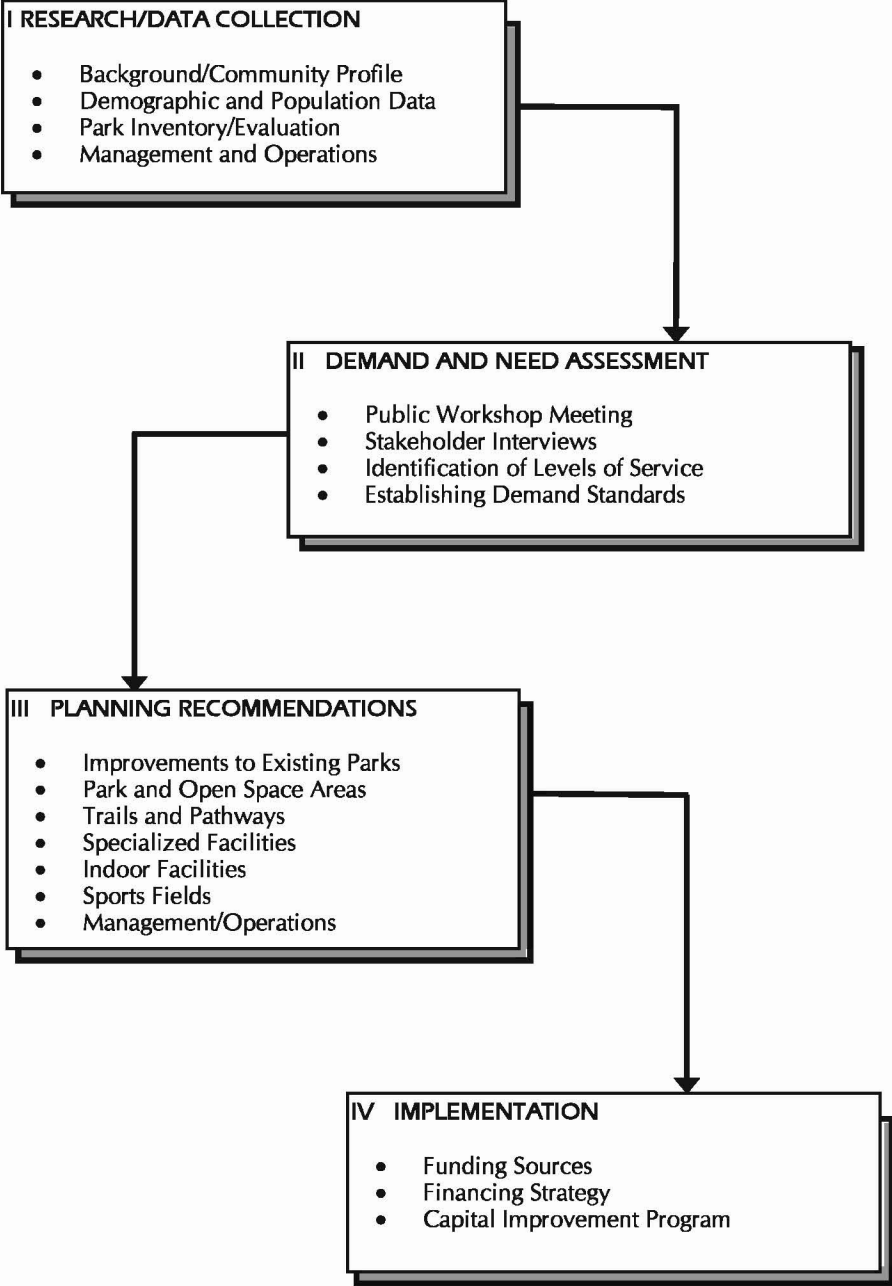 I RESEARCH/DATA COLLECTION
• Background/Community Profile
• Demographic and Population Data
• Park Inventory/Evaluation
• Management and Operations
II DEMAND AND NEED ASSESSMENT
• Public Workshop Meeting
• Stakeholder Interviews
• Identification of Levels of Service
• Establishing Demand Standards
III PLANNING RECOMMENDATIONS
• Improvements to Existing Parks
• Park and Open Space Areas
• Trails and Pathways
• Specialized Facilities
• Indoor Facilities
• Sports Fields
• Management/Operations
IV IMPLEMENTATION
• Funding Sources
• Financing Strategy
• Capital Improvement Program